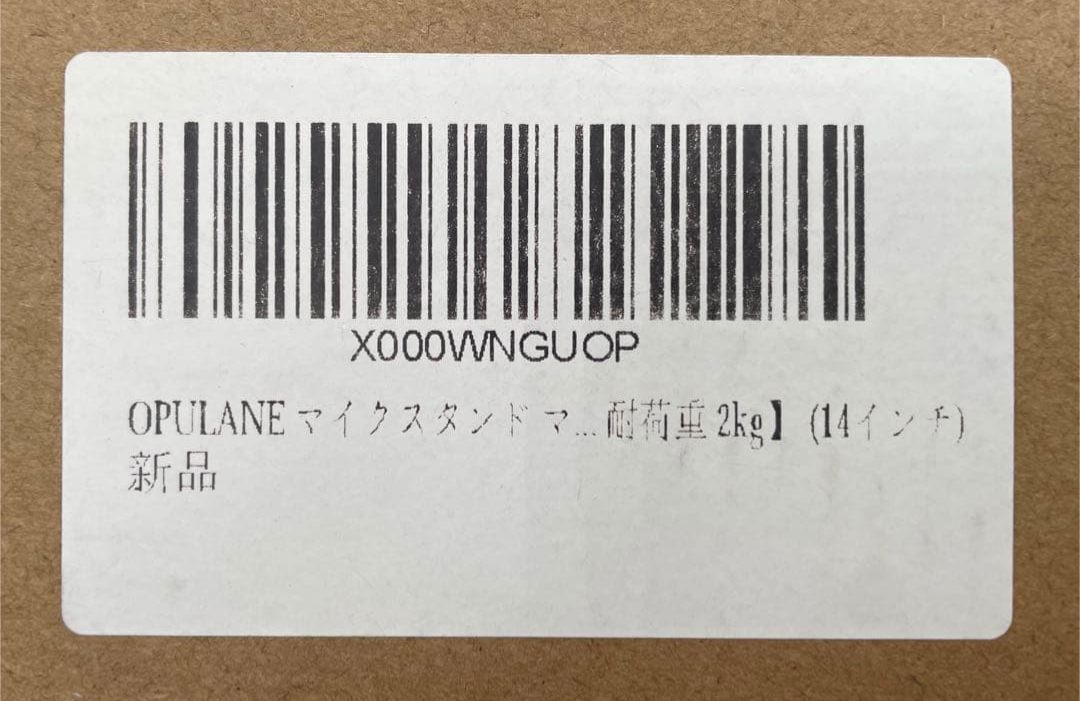 X000WNGUOP
OPULANE マイクスタンド マ...耐荷重 2kg】 (14インチ)
新品